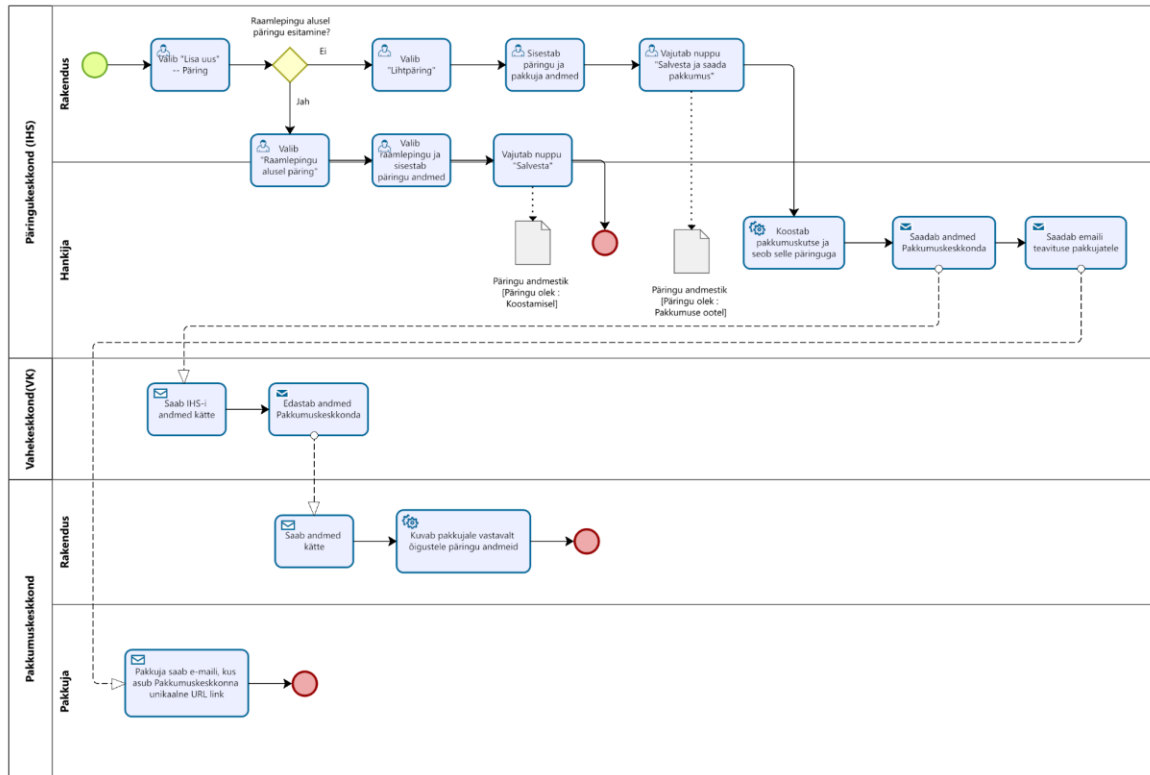 Päringukeskkond (IHS)
Rakendus
Raamlepingu alusel
päringu esitamine?
Valib "Lisa uus"
-- Päring
Ei
Valib
"Lihtpäring"
Sisestab
päringu ja
pakkuja andmed
Vajutab nuppu
"Salvesta ja saada
pakkumus"
Jah
Valib
"Raamlepingu
alusel päring"
Valib
raamlepingu ja
sisestab
päringu andmed
Vajutab nuppu
"Salvesta"
Hankija
Päringu andmestik
[Päringu olek :
Koostamisel]
Päringu andmestik
[Päringu olek :
Pakkumuse ootel]
Koostab
pakkumuskutse ja
seob selle päringuga
Saadab andmed
Pakkumuskeskkonda
Saadab emaili
teavituse pakkujatele
Vahekeskkond(VK)
Saab IHS-i
andmed kätte
Edastab andmed
Pakkumuskeskkonda
Pakkumuskeskkond
Rakendus
Saab andmed
kätte
Kuvab pakkujale vastavalt
õigustele päringu andmeid
Pakkuja
Pakkuja saab e-maili, kus
asub Pakkumuskeskkonna
unikaalne URL link